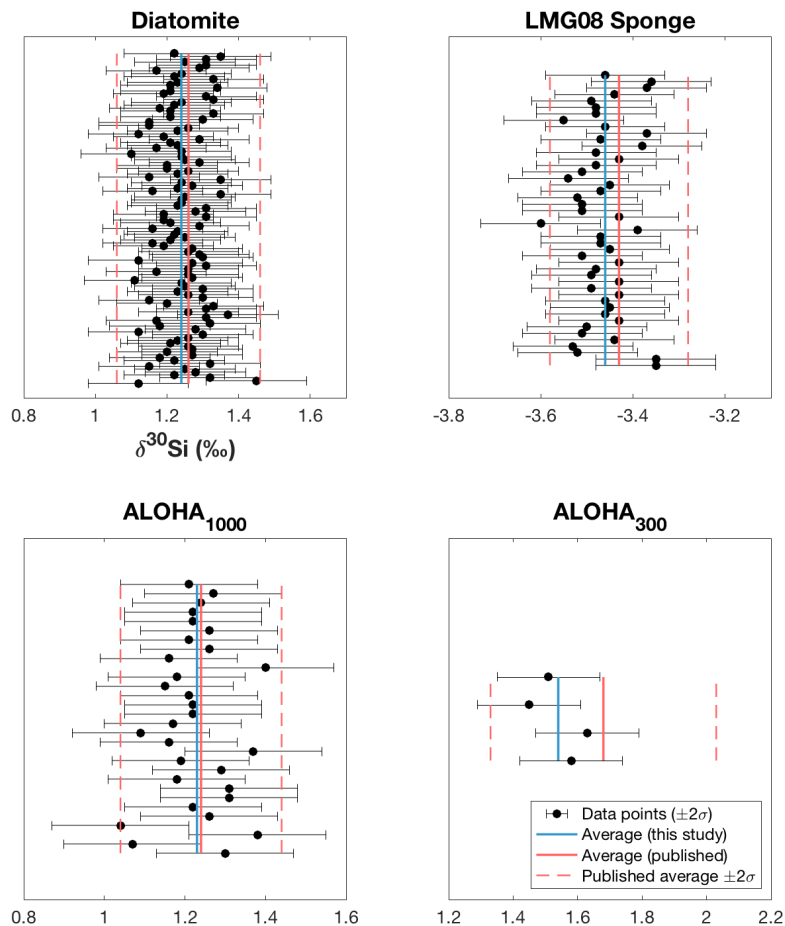 Diatomite
LMG08 Sponge
0.8 1 1.2 1.4 1.6
-3.8 -3.6 -3.4 -3.2
δ³⁰Si (‰)
ALOHA₁₀₀₀
ALOHA₃₀₀
Data points (±2σ)
Average (this study)
Average (published)
Published average ±2σ
0.8 1 1.2 1.4 1.6
1.2 1.4 1.6 1.8 2 2.2